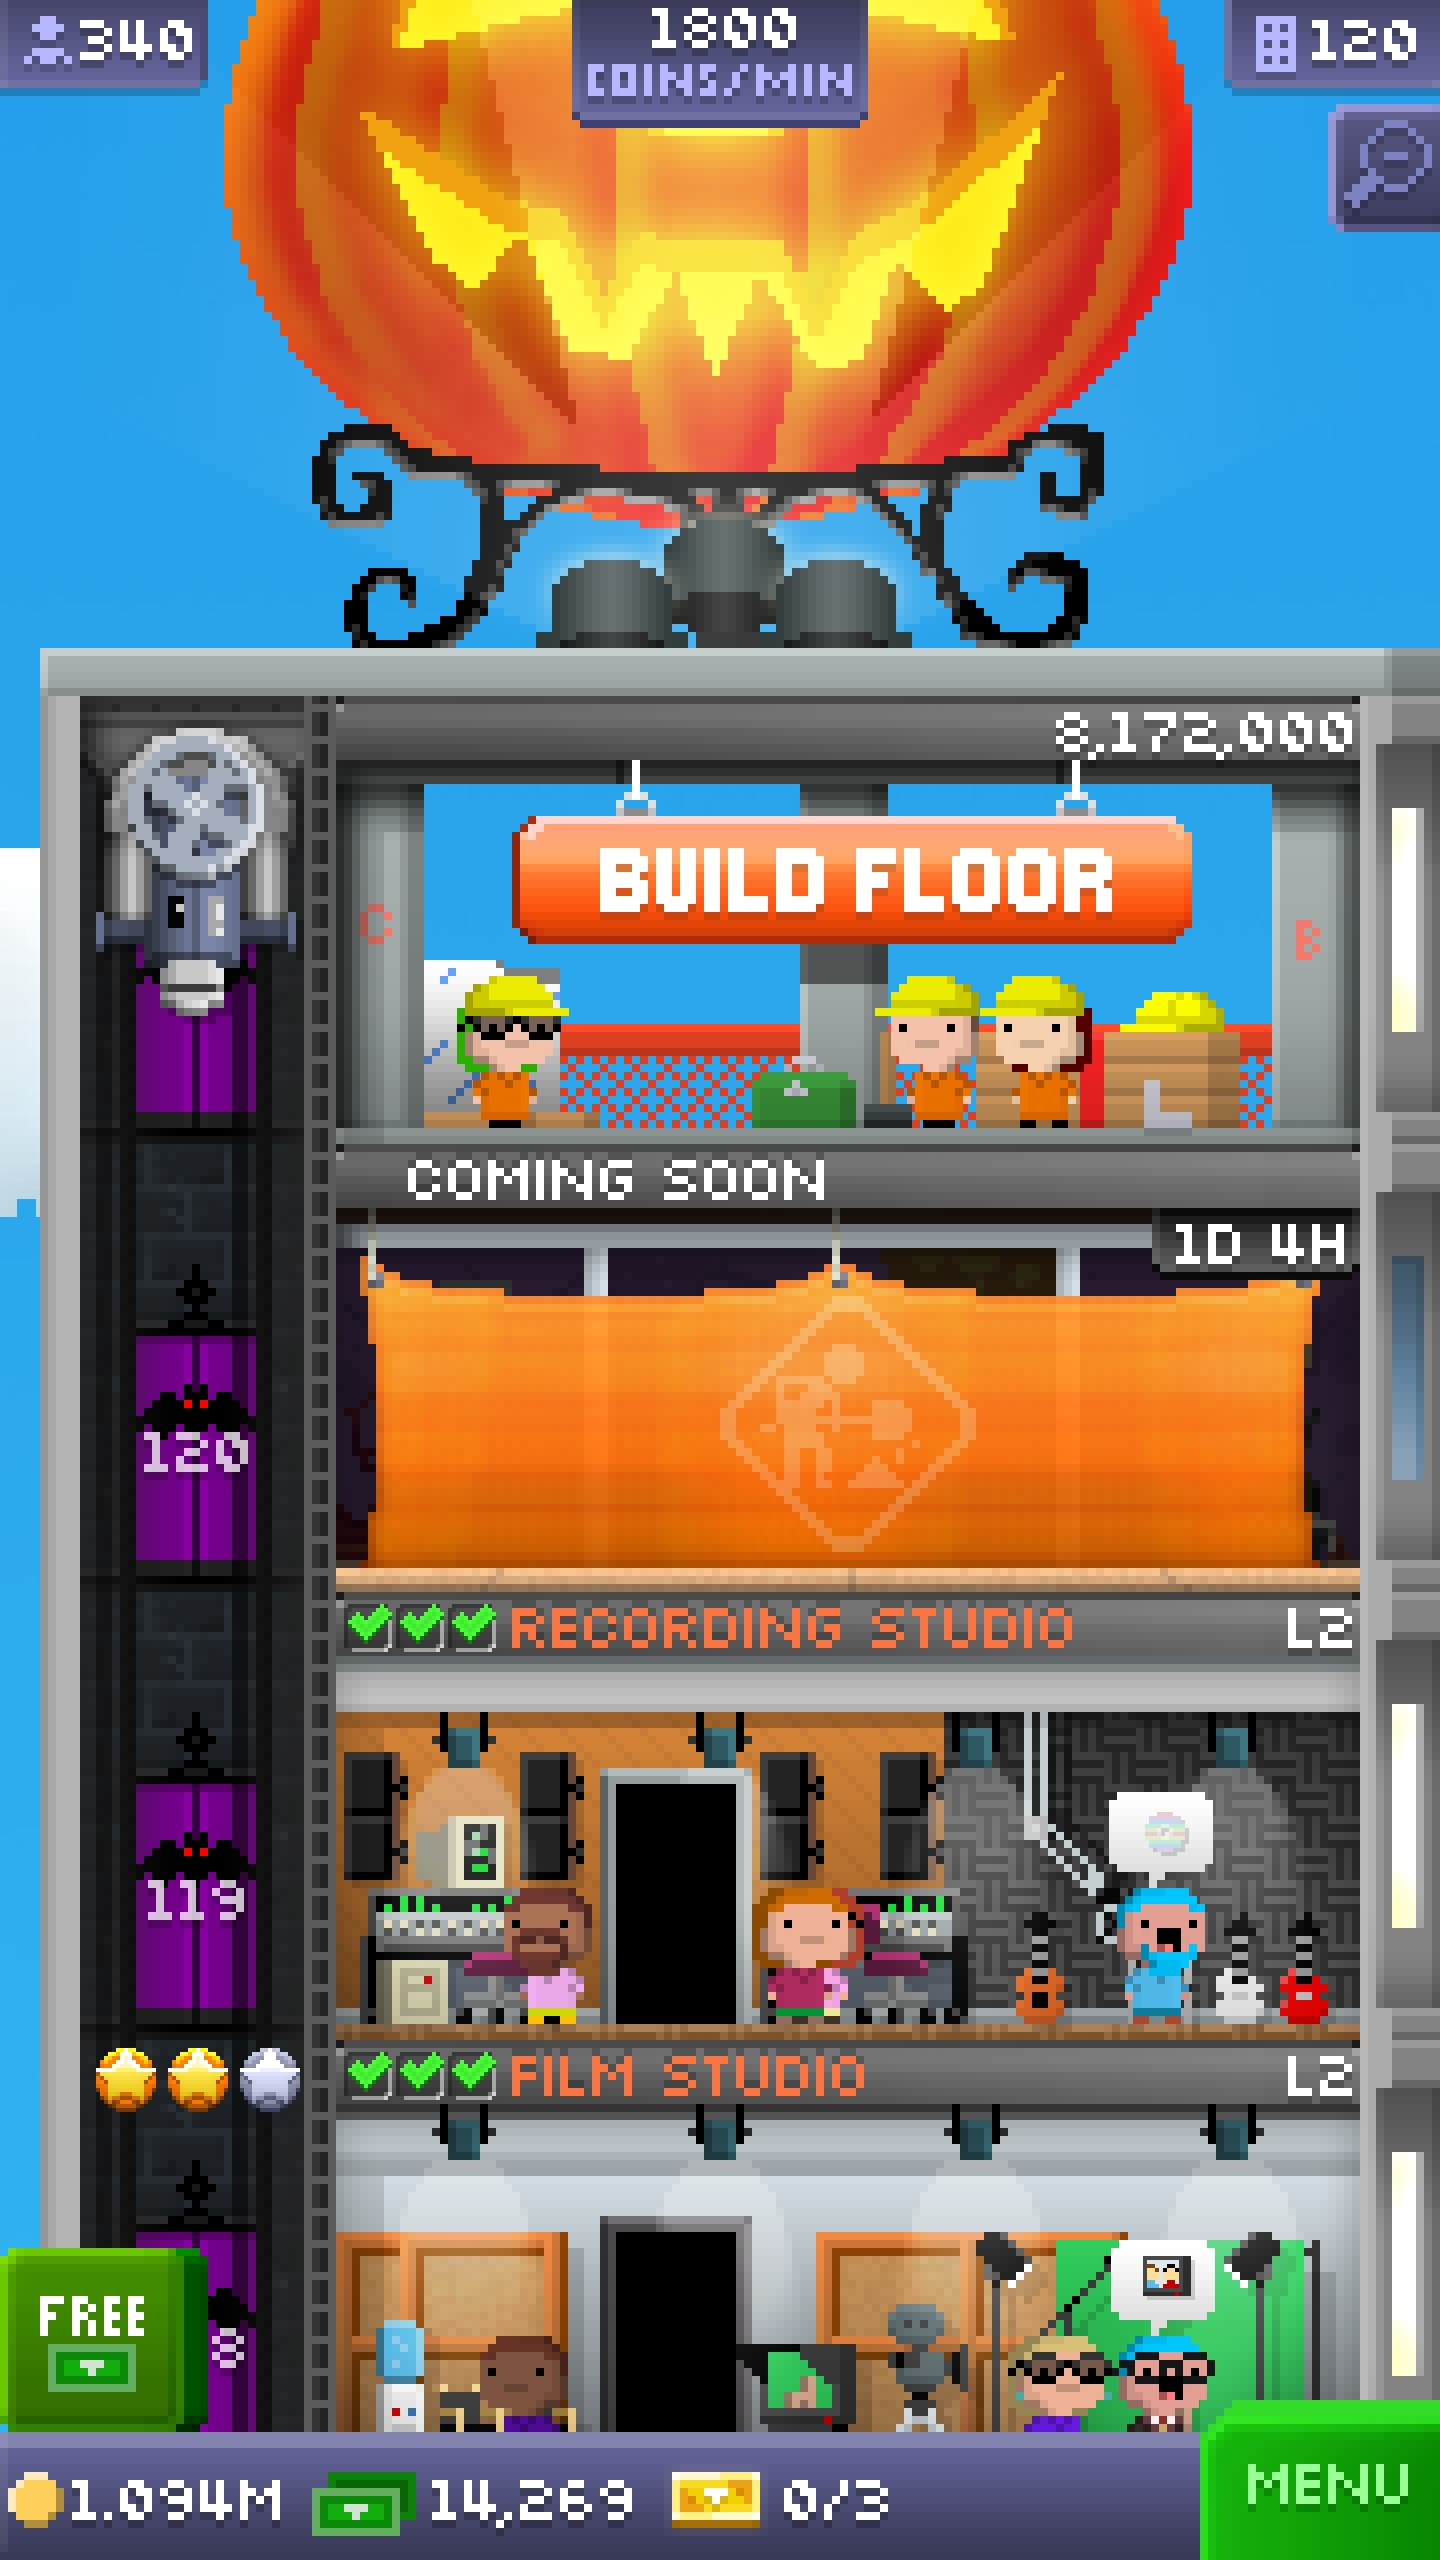 340
1800
COINS/MIN
120
8,172,000
BUILD FLOOR
C
B
COMING SOON
1D 4H
120
RECORDING STUDIO
L2
119
FILM STUDIO
L2
FREE
8
1.094M
14,269
0/3
MENU